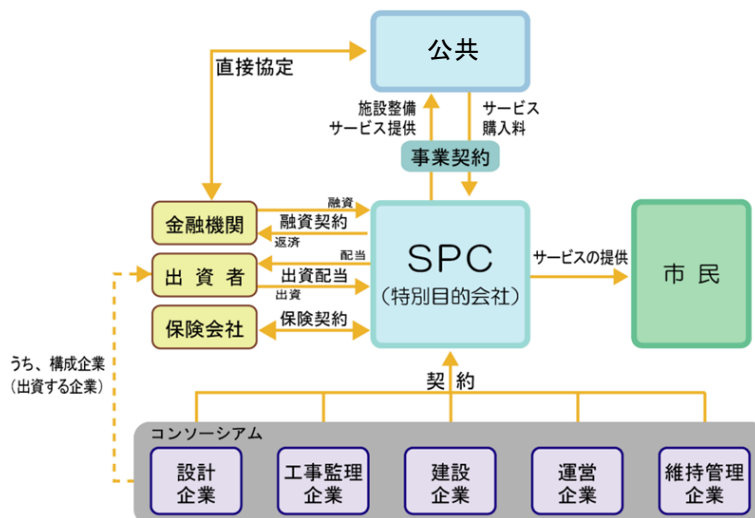 公共
直接協定
施設整備
サービス提供
サービス
購入料
事業契約
金融機関
融資
融資契約
返済
出資者
配当
出資配当
出資
保険会社
保険契約
SPC
(特別目的会社)
サービスの提供
市民
うち、構成企業
(出資する企業)
契約
コンソーシアム
設計
企業
工事監理
企業
建設
企業
運営
企業
維持管理
企業